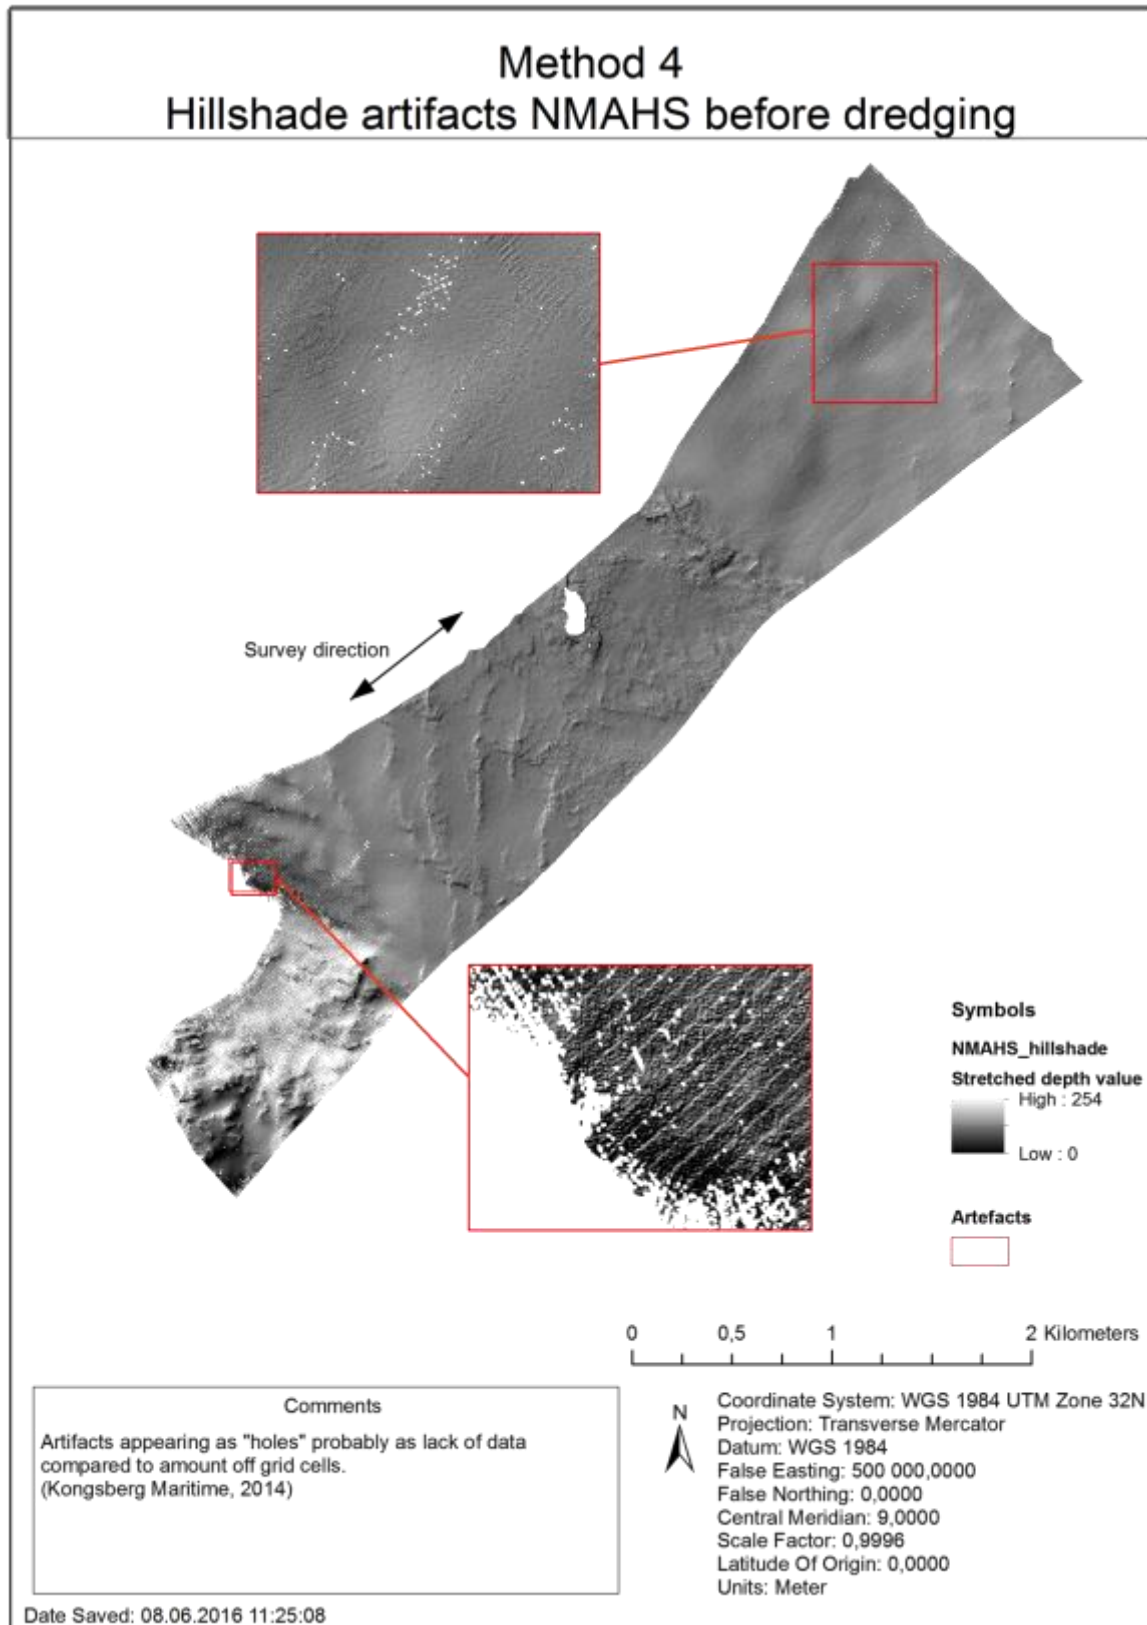 Method 4
Hillshade artifacts NMAHS before dredging
Survey direction
Symbols
NMAHS_hillshade
Stretched depth value
High : 254
Low : 0
Artefacts
0 0,5 1 2 Kilometers
Comments
Artifacts appearing as "holes" probably as lack of data
compared to amount off grid cells.
(Kongsberg Maritime, 2014)
N
Coordinate System: WGS 1984 UTM Zone 32N
Projection: Transverse Mercator
Datum: WGS 1984
False Easting: 500 000,0000
False Northing: 0,0000
Central Meridian: 9,0000
Scale Factor: 0,9996
Latitude Of Origin: 0,0000
Units: Meter
Date Saved: 08.06.2016 11:25:08